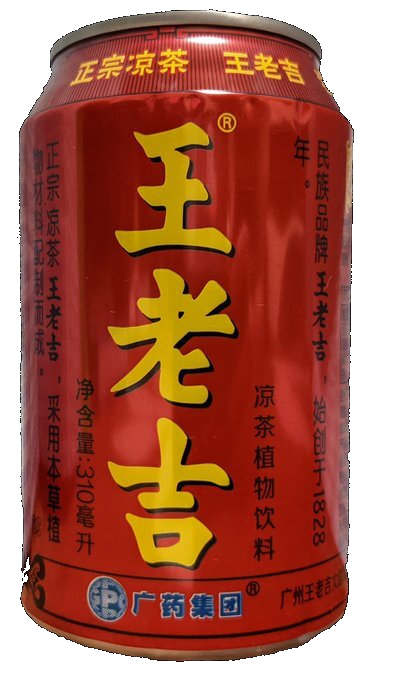 正宗凉茶 王老吉
民族品牌王老吉,始创于1828
年。
凉茶植物饮料
王老吉®
净含量:310毫升
正宗凉茶王老吉,采用本草植
物材料配制而成。
GPC 广药集团®
广州王老吉大